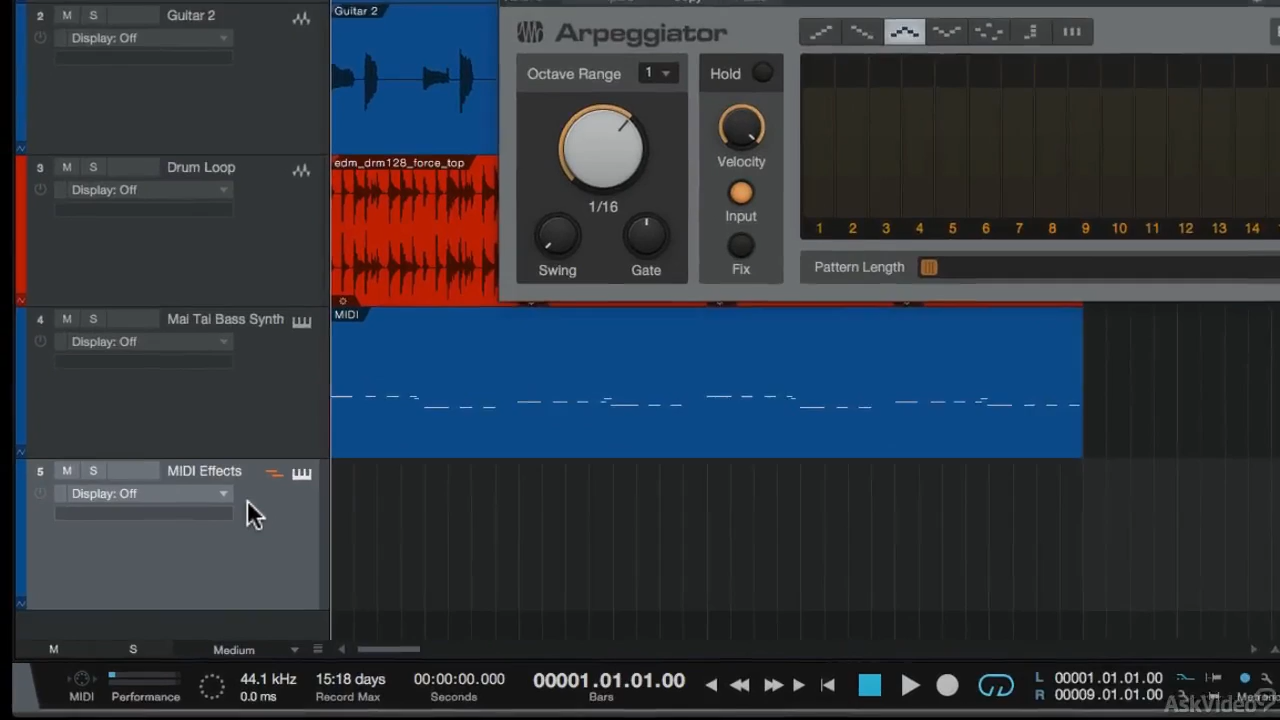 2 M S Guitar 2
Display: Off
Guitar 2
Arpeggiator
Octave Range 1
1/16
Swing Gate
Hold
Velocity
Input
Fix
1 2 3 4 5 6 7 8 9 10 11 12 13 14
Pattern Length
3 M S Drum Loop
Display: Off
edm_drm128_force_top
4 M S Mai Tai Bass Synth
Display: Off
MIDI
5 M S MIDI Effects
Display: Off
M S Medium
MIDI
Performance
44.1 kHz
0.0 ms
15:18 days
Record Max
00:00:00.000
Seconds
00001.01.01.00
Bars
L 00001.01.01.00
R 00009.01.01.00
AskVideo